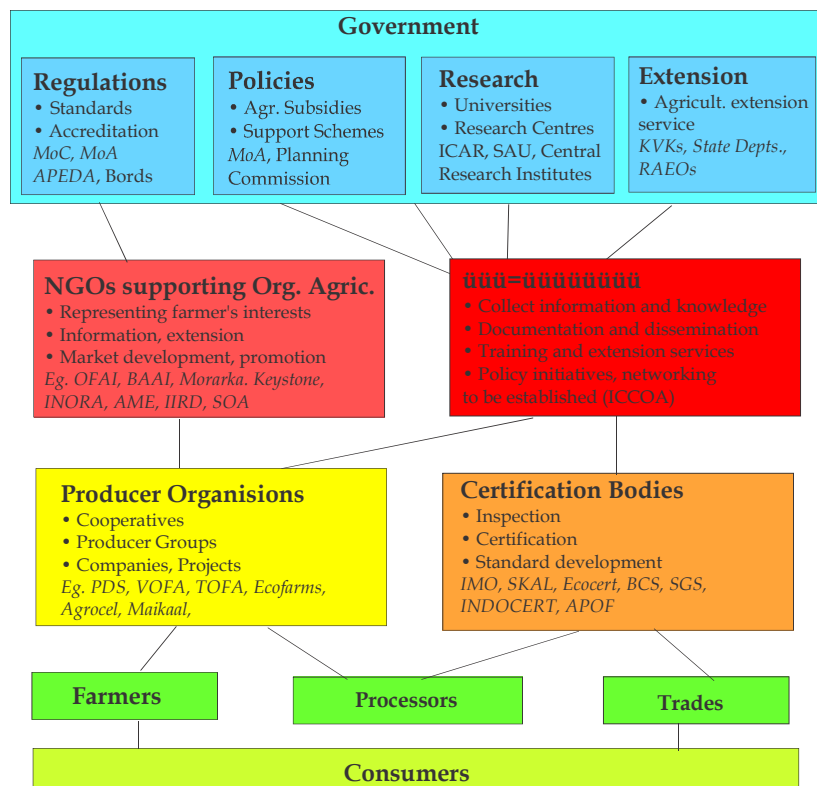 Government
Regulations
• Standards
• Accreditation
MoC, MoA
APEDA, Bords
Policies
• Agr. Subsidies
• Support Schemes
MoA, Planning
Commission
Research
• Universities
• Research Centres
ICAR, SAU, Central
Research Institutes
Extension
• Agricult. extension
service
KVKs, State Depts.,
RAEOs
NGOs supporting Org. Agric.
• Representing farmer's interests
• Information, extension
• Market development, promotion
Eg. OFAI, BAAI, Morarka. Keystone,
INORA, AME, IIRD, SOA
üüü=üüüüüüüü
• Collect information and knowledge
• Documentation and dissemination
• Training and extension services
• Policy initiatives, networking
to be established (ICCOA)
Producer Organisions
• Cooperatives
• Producer Groups
• Companies, Projects
Eg. PDS, VOFA, TOFA, Ecofarms,
Agrocel, Maikaal,
Certification Bodies
• Inspection
• Certification
• Standard development
IMO, SKAL, Ecocert, BCS, SGS,
INDOCERT, APOF
Farmers
Processors
Trades
Consumers